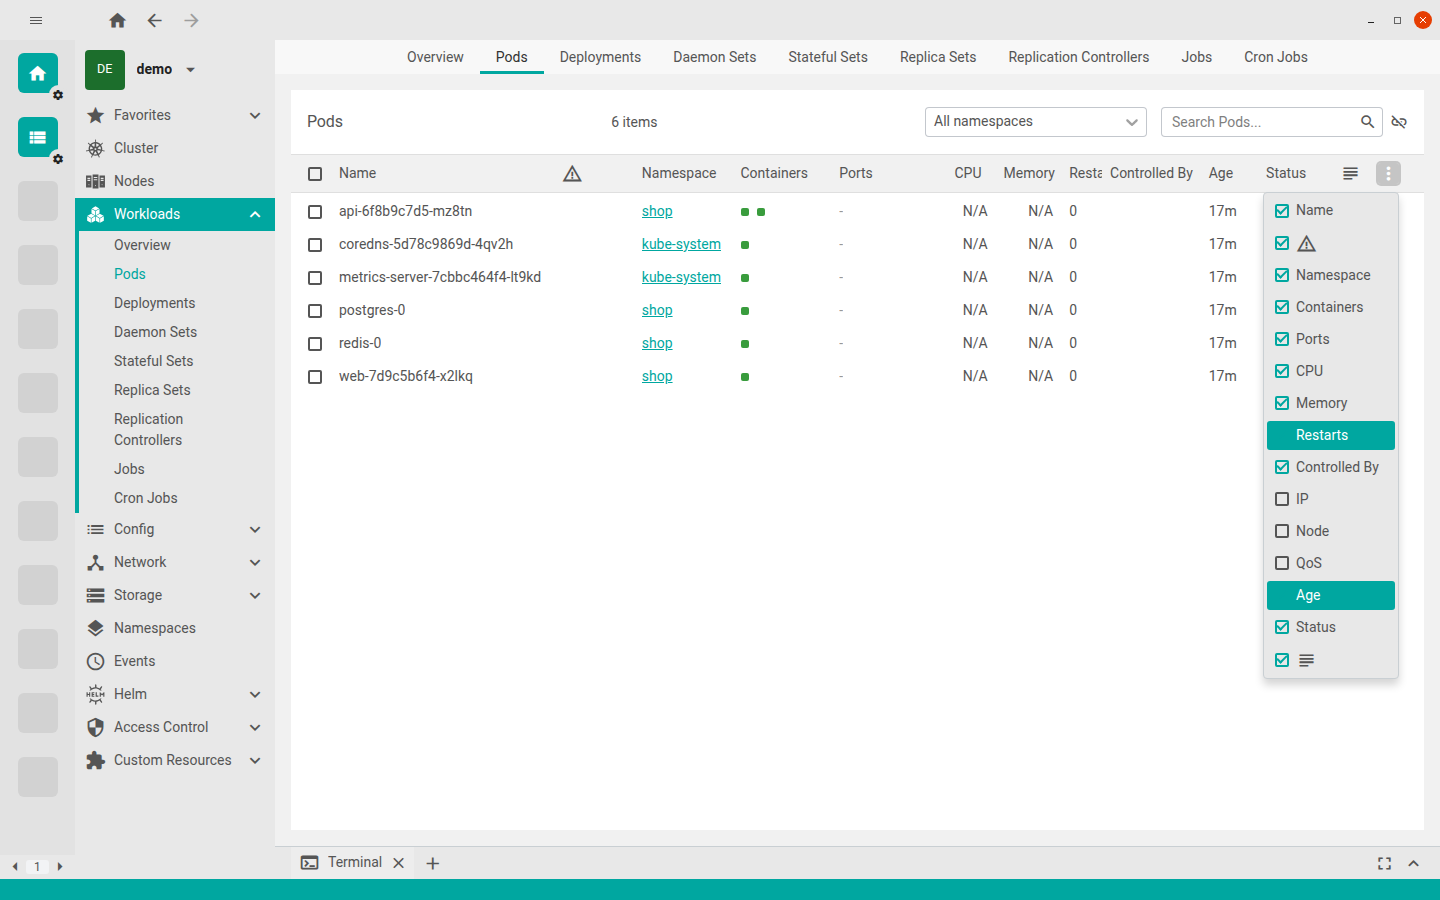 DE
demo
Favorites
Cluster
Nodes
Workloads
Overview
Pods
Deployments
Daemon Sets
Stateful Sets
Replica Sets
Replication
Controllers
Jobs
Cron Jobs
Config
Network
Storage
Namespaces
Events
HELM
Helm
Access Control
Custom Resources
1
Overview Pods Deployments Daemon Sets Stateful Sets Replica Sets Replication Controllers Jobs Cron Jobs
Pods 6 items All namespaces Search Pods...
Name Namespace Containers Ports CPU Memory Resta Controlled By Age Status
api-6f8b9c7d5-mz8tn shop - N/A N/A 0 17m
coredns-5d78c9869d-4qv2h kube-system - N/A N/A 0 17m
metrics-server-7cbbc464f4-lt9kd kube-system - N/A N/A 0 17m
postgres-0 shop - N/A N/A 0 17m
redis-0 shop - N/A N/A 0 17m
web-7d9c5b6f4-x2lkq shop - N/A N/A 0 17m
Name
Namespace
Containers
Ports
CPU
Memory
Restarts
Controlled By
IP
Node
QoS
Age
Status
Terminal